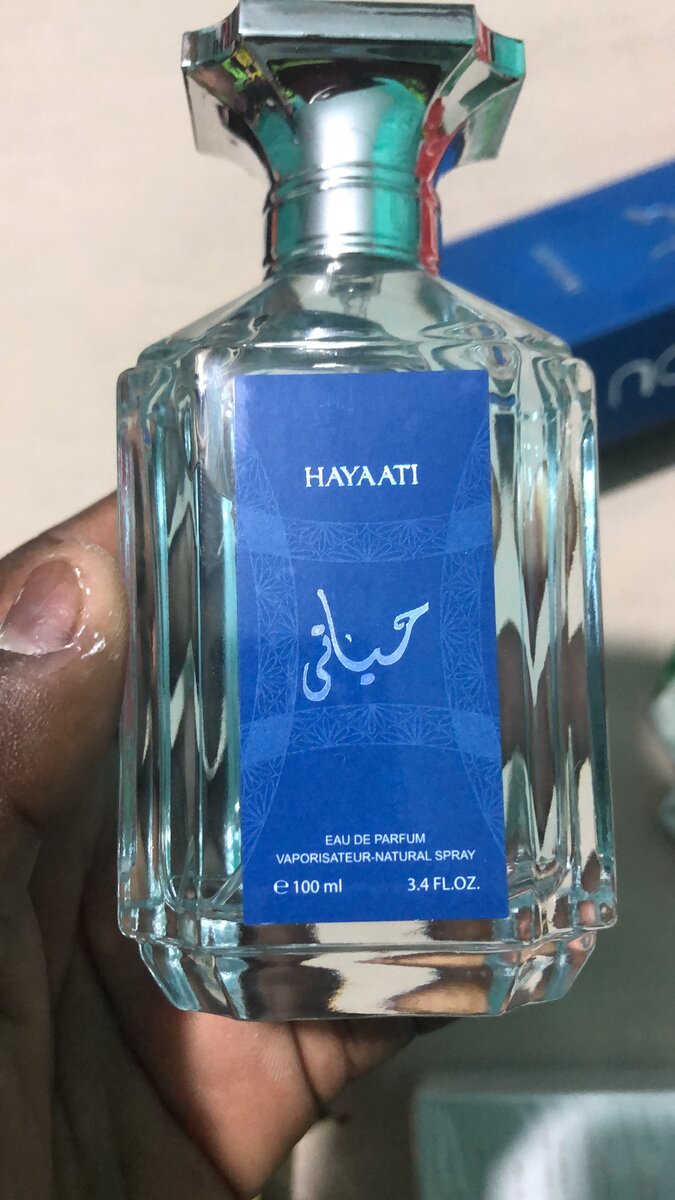 HAYAATI
حياتي
EAU DE PARFUM
VAPORISATEUR-NATURAL SPRAY
℮ 100 ml 3.4 FL.OZ.